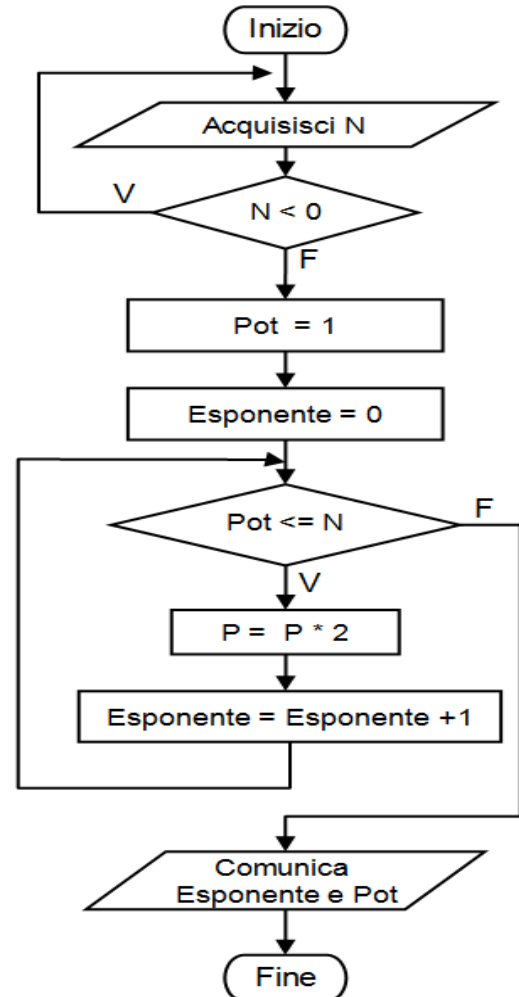 Inizio
Acquisisci N
V
N < 0
F
Pot = 1
Esponente = 0
Pot <= N
F
V
P = P * 2
Esponente = Esponente +1
Comunica
Esponente e Pot
Fine